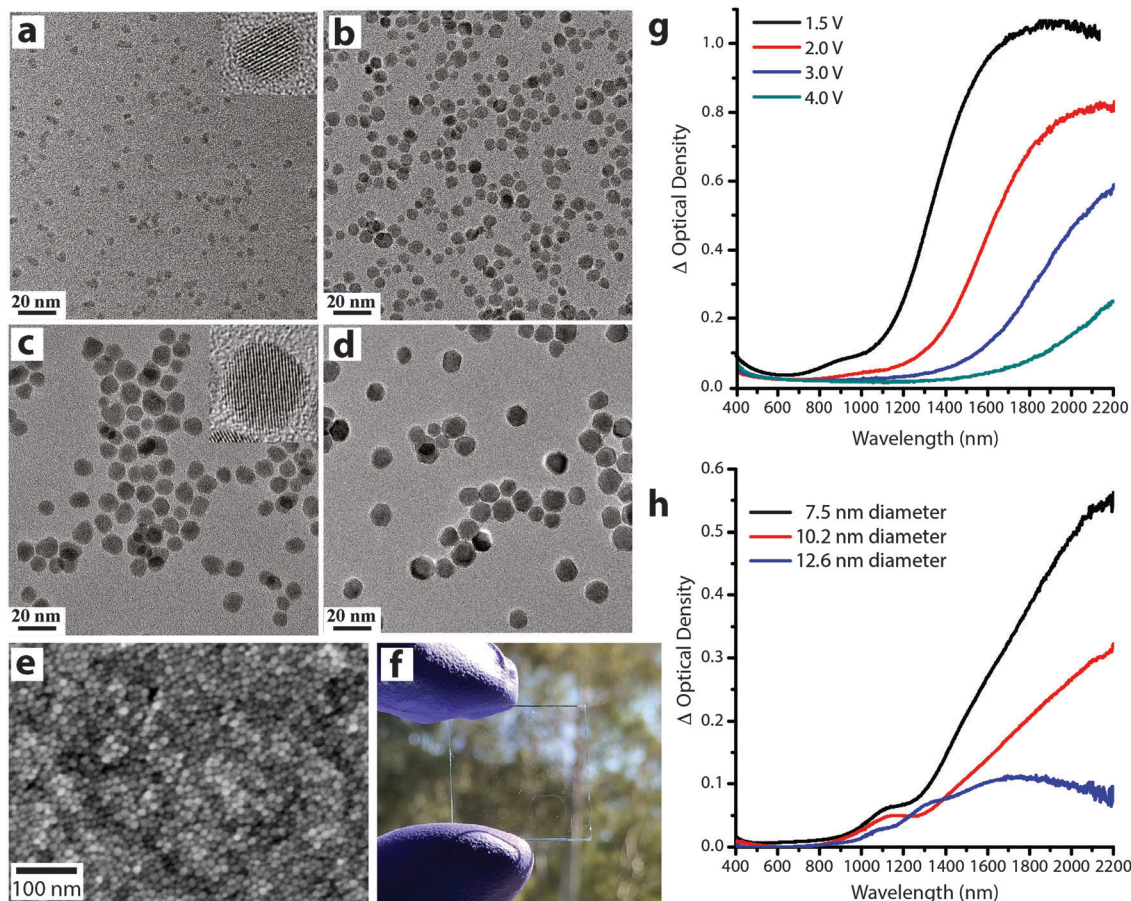 a
20 nm
b
20 nm
c
20 nm
d
20 nm
e
100 nm
f
g
1.5 V
2.0 V
3.0 V
4.0 V
Δ Optical Density
1.0
0.8
0.6
0.4
0.2
0.0
400 600 800 1000 1200 1400 1600 1800 2000 2200
Wavelength (nm)
h
7.5 nm diameter
10.2 nm diameter
12.6 nm diameter
Δ Optical Density
0.6
0.5
0.4
0.3
0.2
0.1
0.0
400 600 800 1000 1200 1400 1600 1800 2000 2200
Wavelength (nm)